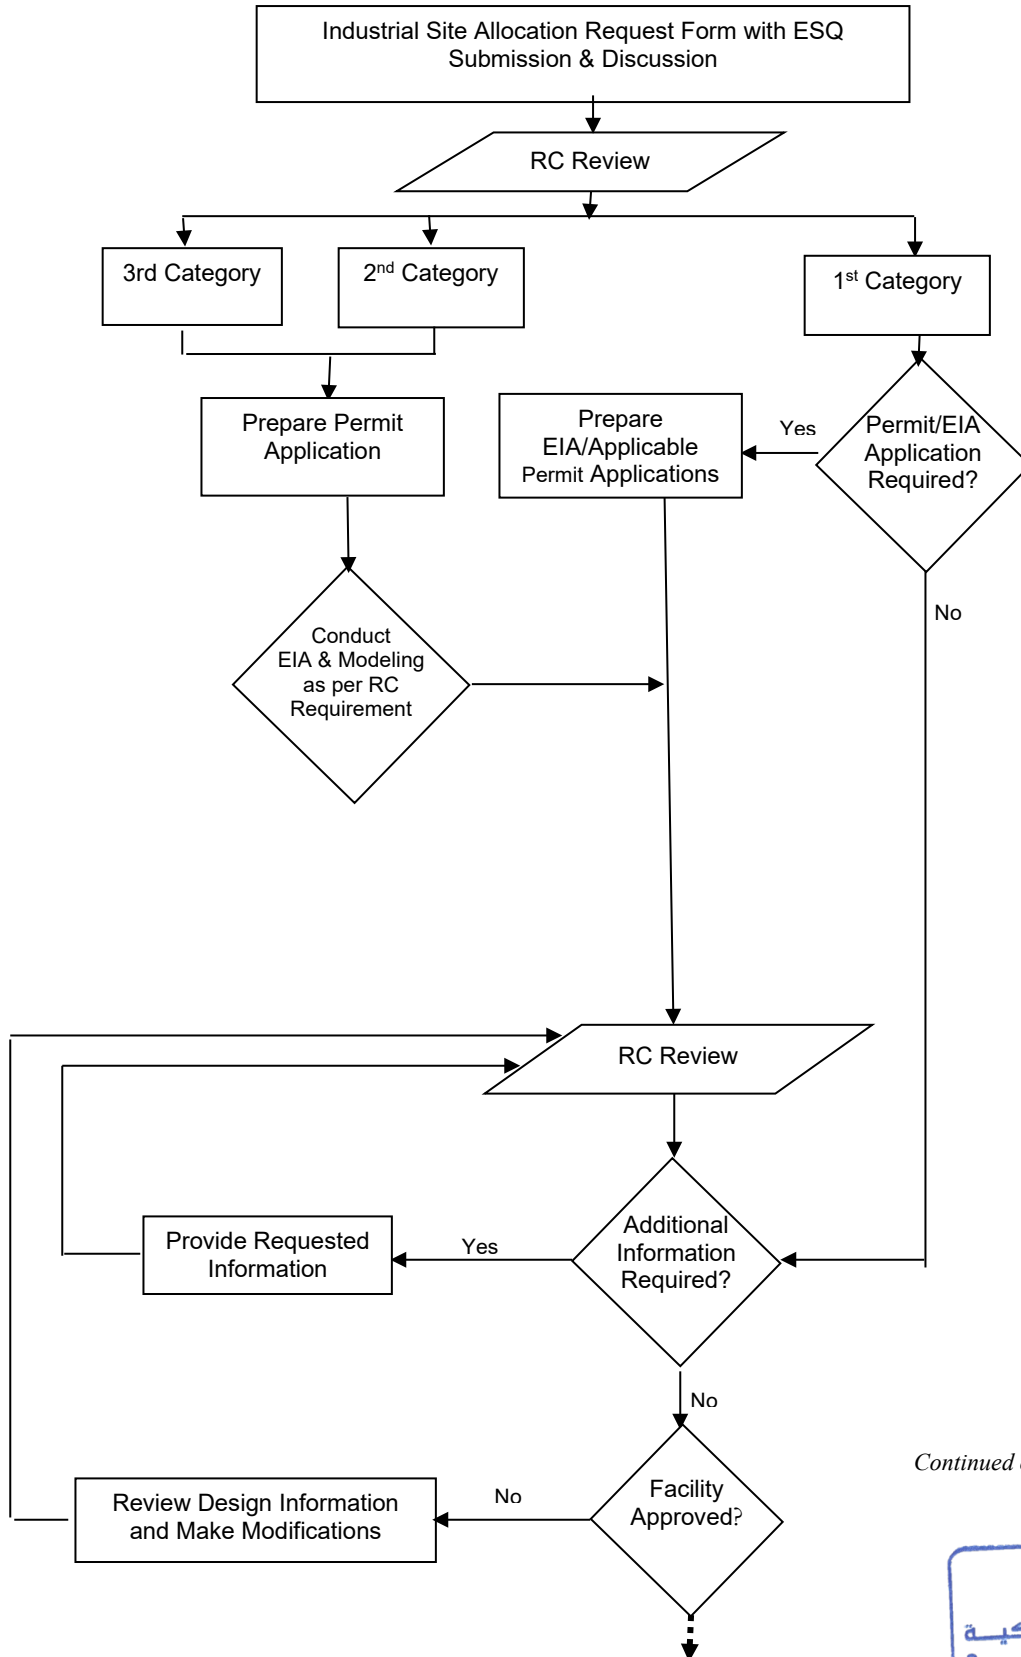 Industrial Site Allocation Request Form with ESQ
Submission & Discussion
RC Review
3rd Category
2nd Category
1st Category
Prepare Permit
Application
Prepare
EIA/Applicable
Permit Applications
Yes
Permit/EIA
Application
Required?
No
Conduct
EIA & Modeling
as per RC
Requirement
RC Review
Provide Requested
Information
Yes
Additional
Information
Required?
No
Continued
Review Design Information
and Make Modifications
No
Facility
Approved?